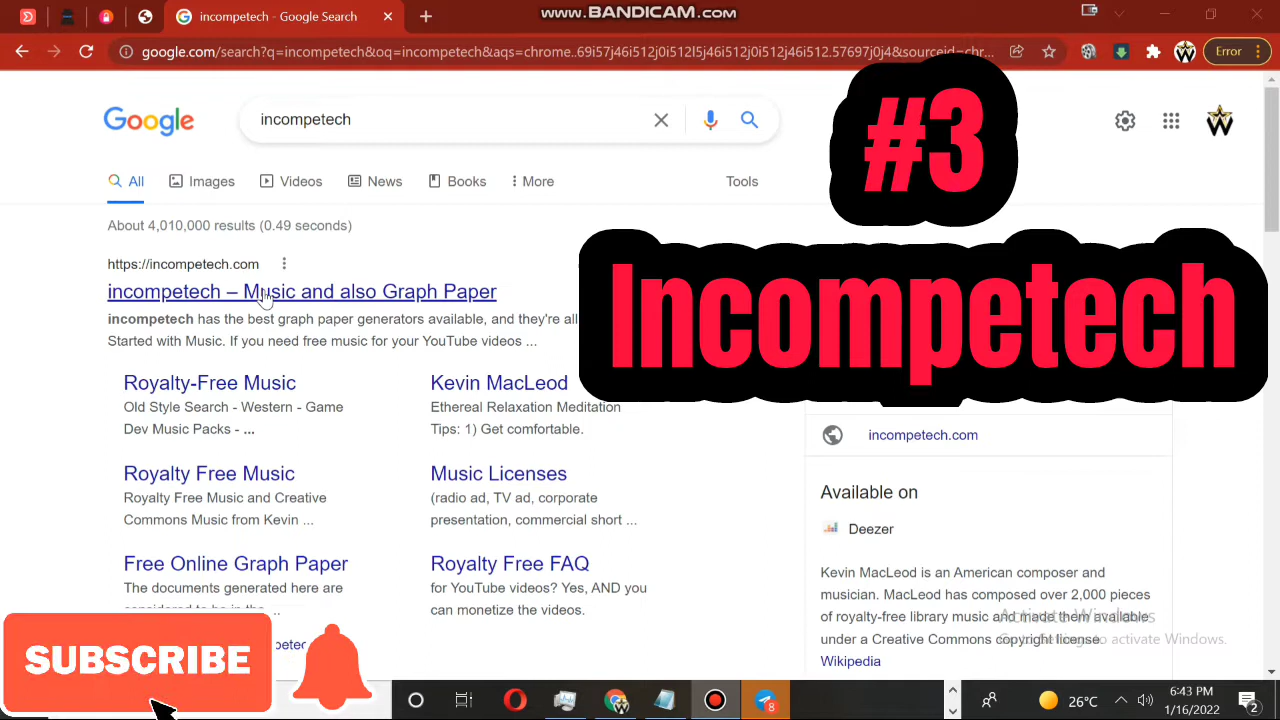 incompetech - Google Search
www.BANDICAM.com
google.com/search?q=incompetech&oq=incompetech&aqs=chrome..69i57j46i512j0i512l5j46i512j0i512j46i512.57697j0j4&sourceid=chr...
Error
#3
Google
incompetech
All
Images
Videos
News
Books
More
Tools
About 4,010,000 results (0.49 seconds)
https://incompetech.com
incompetech – Music and also Graph Paper
incompetech has the best graph paper generators available, and they're all
Started with Music. If you need free music for your YouTube videos ...
Incompetech
Royalty-Free Music
Old Style Search - Western - Game
Dev Music Packs - ...
Kevin MacLeod
Ethereal Relaxation Meditation
Tips: 1) Get comfortable.
Royalty Free Music
Royalty Free Music and Creative
Commons Music from Kevin ...
Music Licenses
(radio ad, TV ad, corporate
presentation, commercial short ...
Free Online Graph Paper
The documents generated here are
considered to be in the ...
Royalty Free FAQ
for YouTube videos? Yes, AND you
can monetize the videos.
incompetech.com
Available on
Deezer
Kevin MacLeod is an American composer and
musician. MacLeod has composed over 2,000 pieces
of royalty-free library music and made them available
under a Creative Commons copyright license.
Wikipedia
Activate Windows
Go to Settings to activate Windows.
SUBSCRIBE
8
26°C
6:43 PM
1/16/2022
2